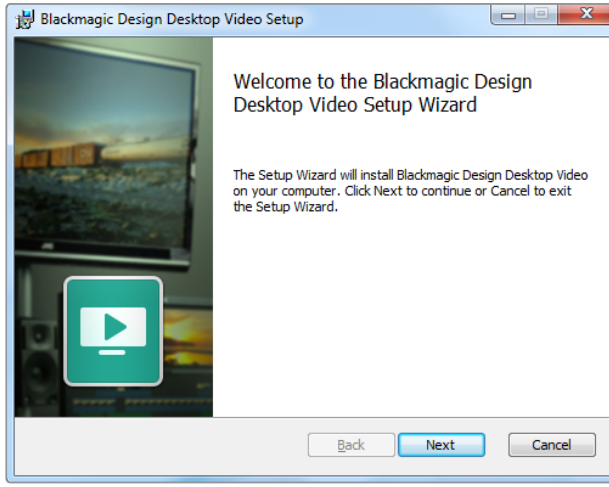 Blackmagic Design Desktop Video Setup
Welcome to the Blackmagic Design
Desktop Video Setup Wizard
The Setup Wizard will install Blackmagic Design Desktop Video
on your computer. Click Next to continue or Cancel to exit
the Setup Wizard.
JVC
Back
Next
Cancel